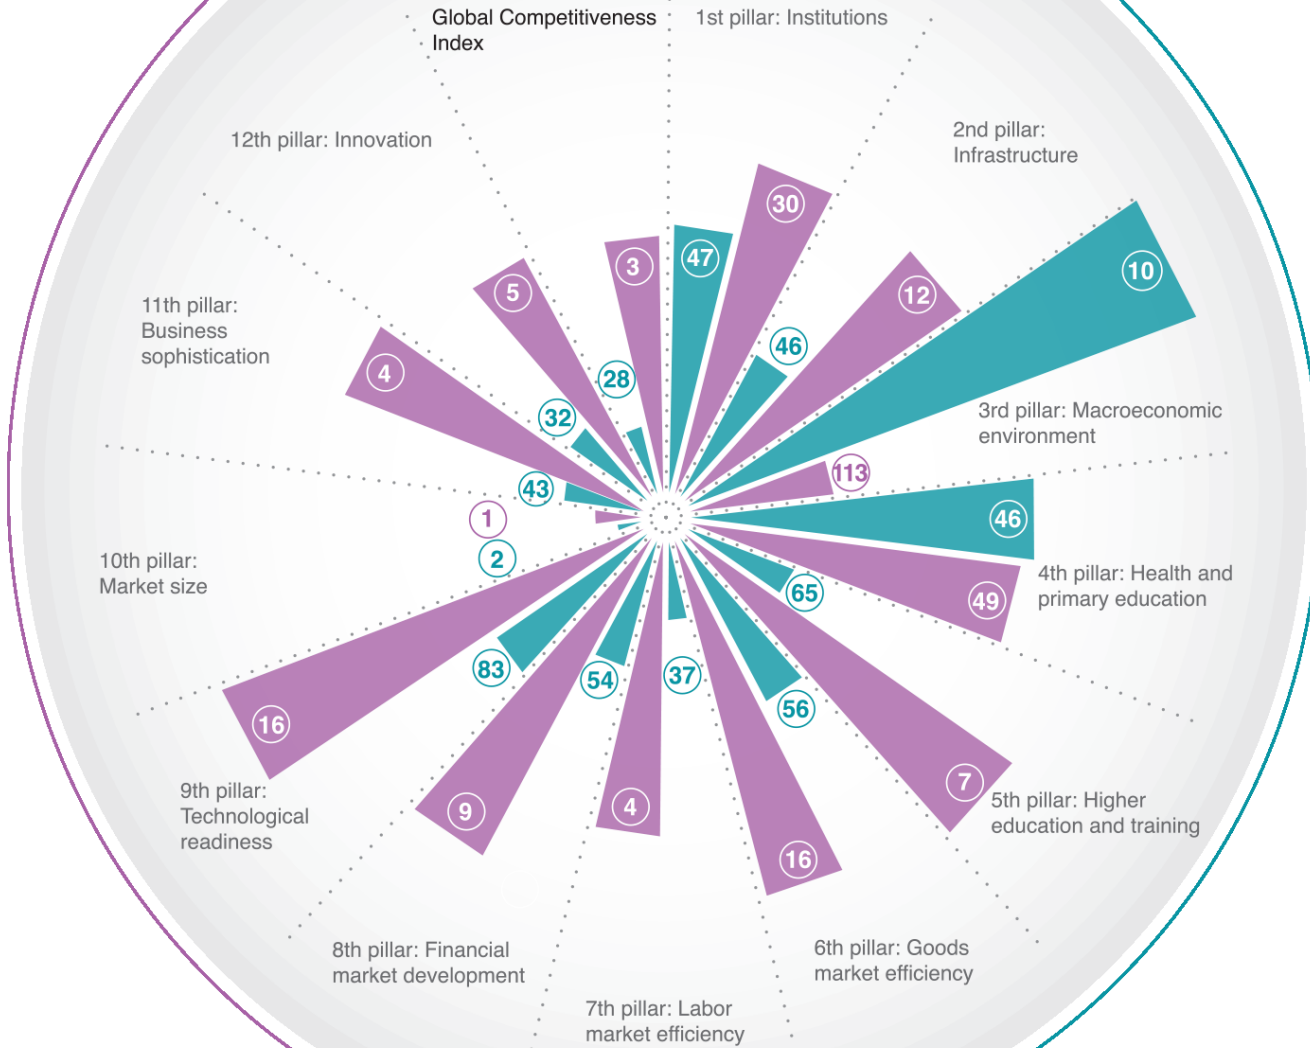 Global Competitiveness
Index
1st pillar: Institutions
12th pillar: Innovation
2nd pillar:
Infrastructure
30
47
3
10
5
12
11th pillar:
Business
sophistication
46
4
28
32
3rd pillar: Macroeconomic
environment
113
43
1
46
2
10th pillar:
Market size
4th pillar: Health and
primary education
65
49
83
54
37
56
16
7
9th pillar:
Technological
readiness
9
4
5th pillar: Higher
education and training
16
8th pillar: Financial
market development
6th pillar: Goods
market efficiency
7th pillar: Labor
market efficiency